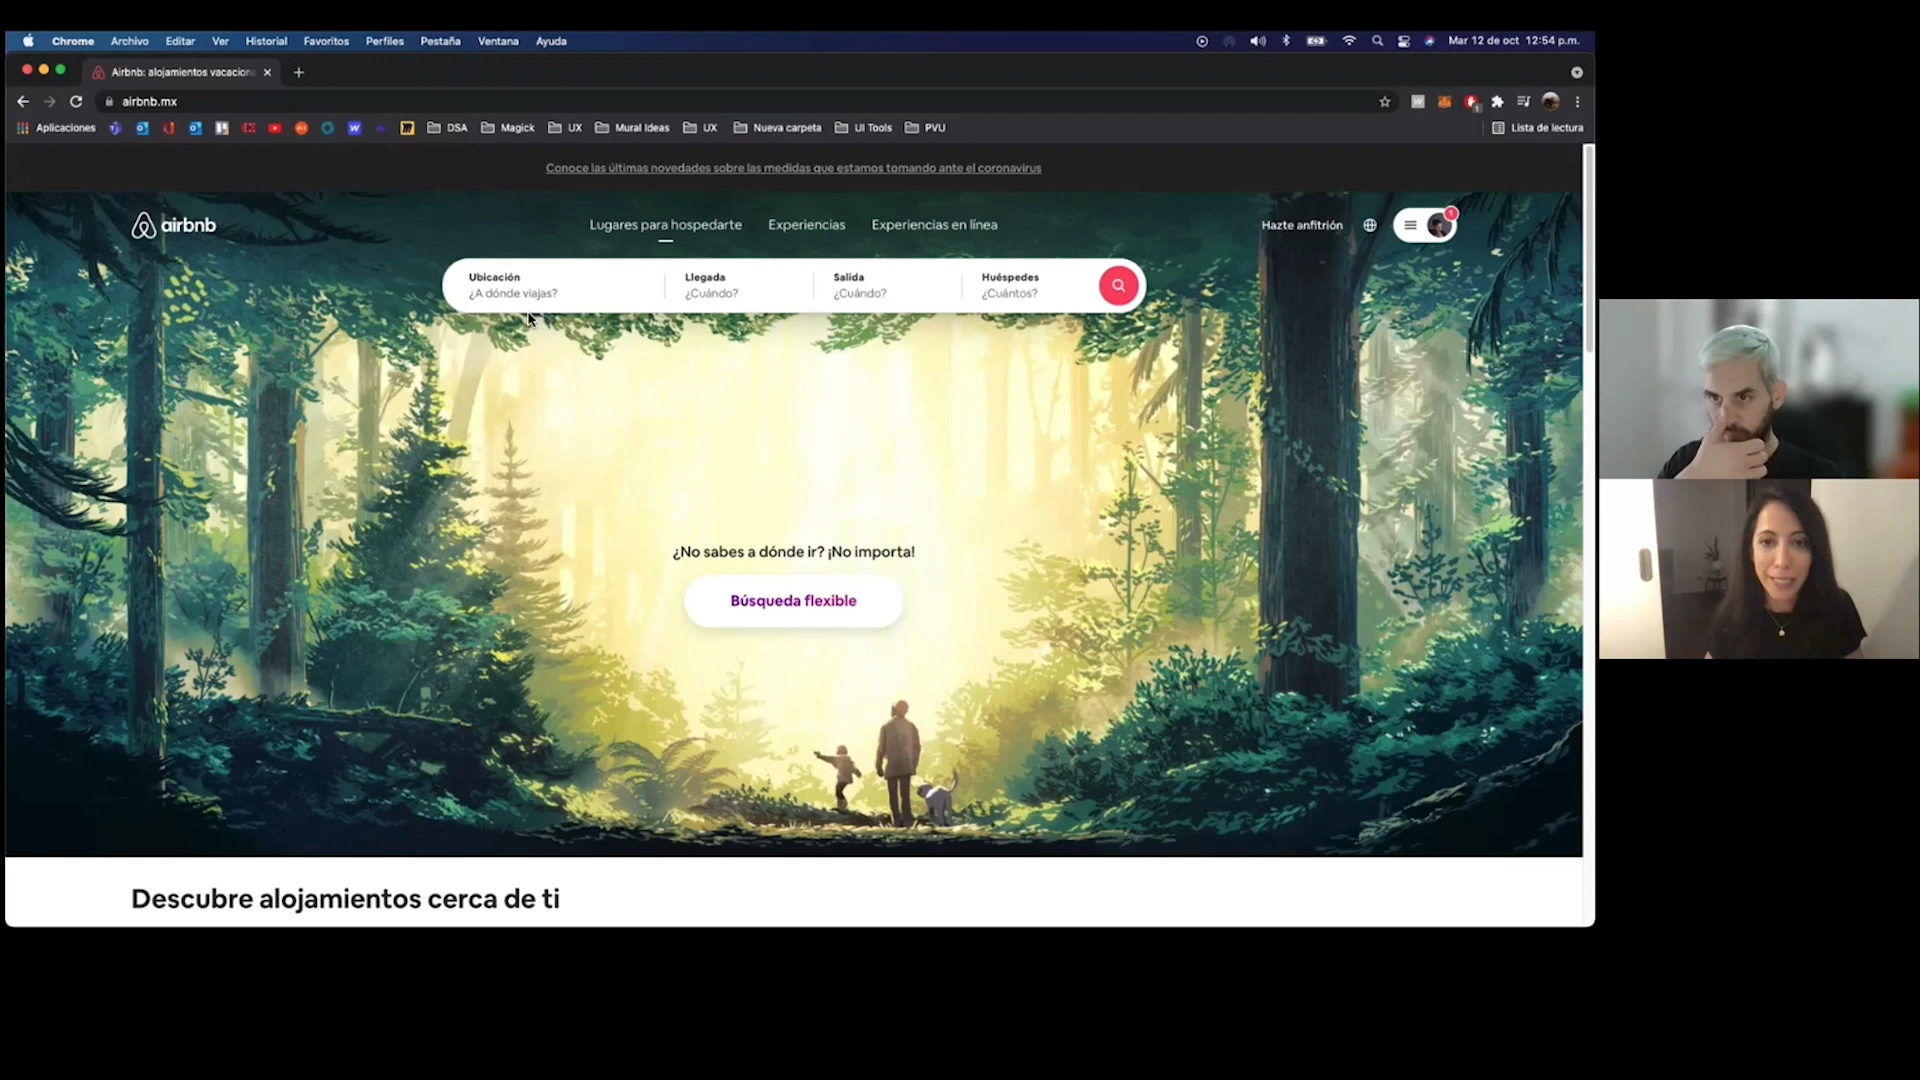 Chrome Archivo Editar Ver Historial Favoritos Perfiles Pestaña Ventana Ayuda Mar 12 de oct 12:54 p.m.
Airbnb: alojamientos vacacion
airbnb.mx
Aplicaciones DSA Magick UX Mural Ideas UX Nueva carpeta UI Tools PVU Lista de lectura
Conoce las últimas novedades sobre las medidas que estamos tomando ante el coronavirus
airbnb Lugares para hospedarte Experiencias Experiencias en línea Hazte anfitrión 1
Ubicación Llegada Salida Huéspedes
¿A dónde viajas? ¿Cuándo? ¿Cuándo? ¿Cuántos?
¿No sabes a dónde ir? ¡No importa!
Búsqueda flexible
Descubre alojamientos cerca de ti